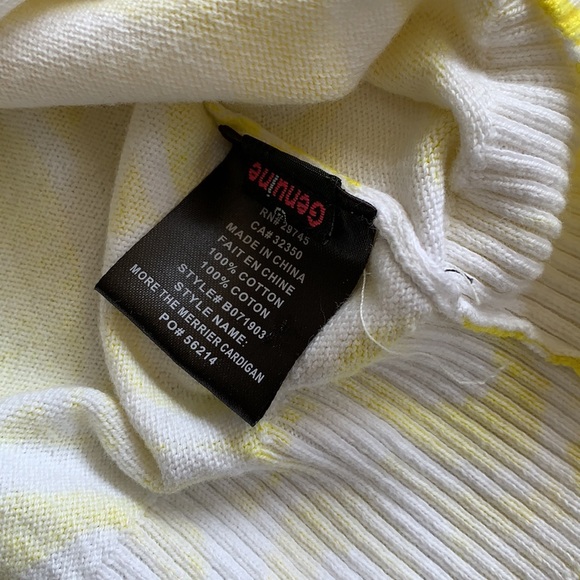 Genuine
RN# 29745
CA# 32350
MADE IN CHINA
FAIT EN CHINE
100% COTTON
100% COTON
STYLE# B071903
STYLE NAME:
MORE THE MERRIER CARDIGAN
PO# 56214